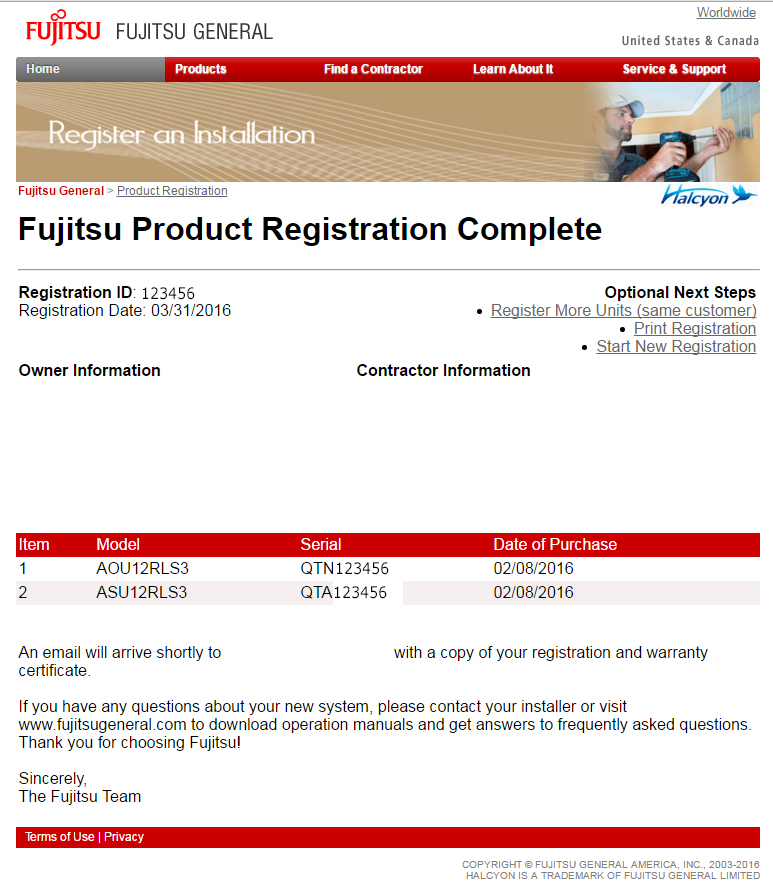 Worldwide
FUJITSU FUJITSU GENERAL
United States & Canada
Home Products Find a Contractor Learn About It Service & Support
Register an Installation
Fujitsu General > Product Registration
Halcyon
Fujitsu Product Registration Complete
Registration ID: 123456
Registration Date: 03/31/2016
Optional Next Steps
• Register More Units (same customer)
• Print Registration
• Start New Registration
Owner Information Contractor Information
Item Model Serial Date of Purchase
1 AOU12RLS3 QTN123456 02/08/2016
2 ASU12RLS3 QTA123456 02/08/2016
An email will arrive shortly to with a copy of your registration and warranty
certificate.
If you have any questions about your new system, please contact your installer or visit
www.fujitsugeneral.com to download operation manuals and get answers to frequently asked questions.
Thank you for choosing Fujitsu!
Sincerely,
The Fujitsu Team
Terms of Use | Privacy
COPYRIGHT © FUJITSU GENERAL AMERICA, INC., 2003-2016
HALCYON IS A TRADEMARK OF FUJITSU GENERAL LIMITED